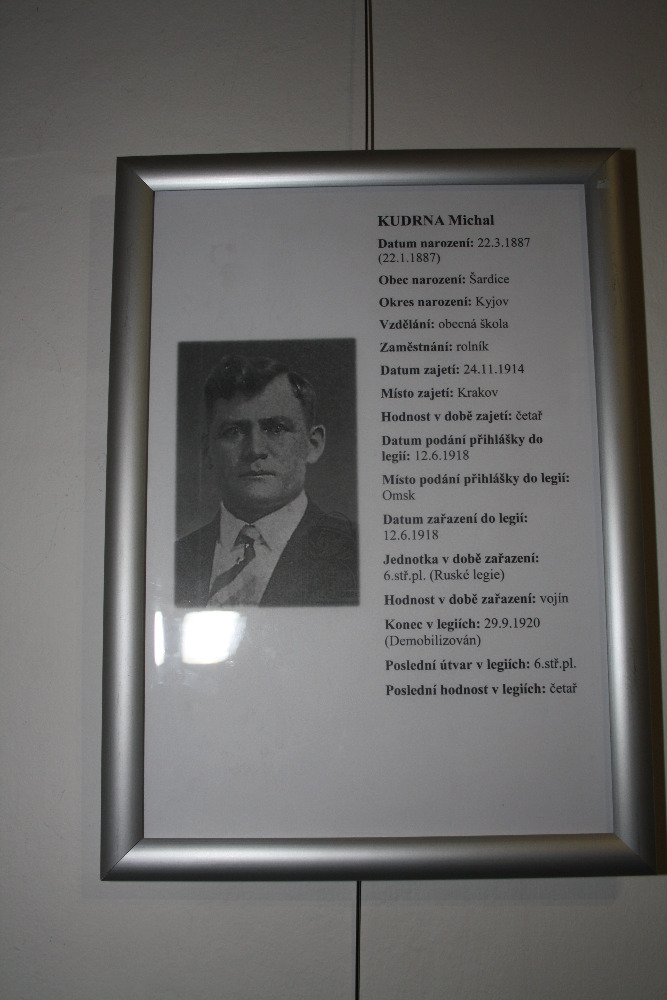 KUDRNA Michal
Datum narození: 22.3.1887
(22.1.1887)
Obec narození: Šardice
Okres narození: Kyjov
Vzdělání: obecná škola
Zaměstnání: rolník
Datum zajetí: 24.11.1914
Místo zajetí: Krakov
Hodnost v době zajetí: četař
Datum podání přihlášky do
legií: 12.6.1918
Místo podání přihlášky do legií:
Omsk
Datum zařazení do legií:
12.6.1918
Jednotka v době zařazení:
6.stř.pl. (Ruské legie)
Hodnost v době zařazení: vojín
Konec v legiích: 29.9.1920
(Demobilizován)
Poslední útvar v legiích: 6.stř.pl.
Poslední hodnost v legiích: četař